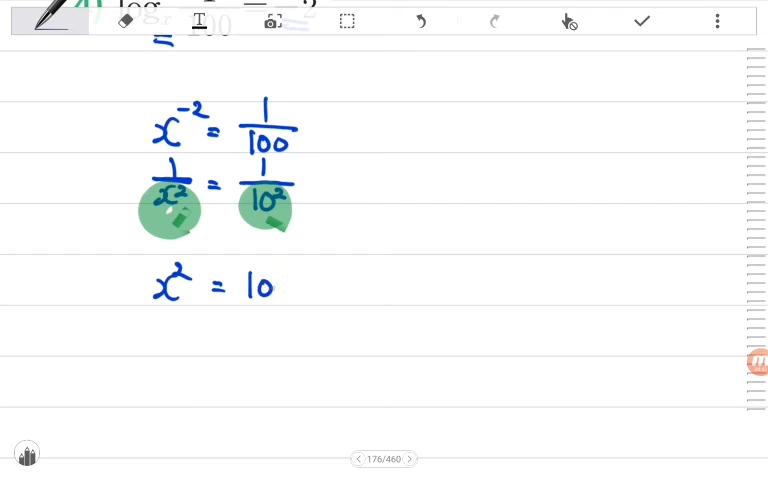 x⁻² = 1/100
1/x² = 1/10²
x² = 10
176/460